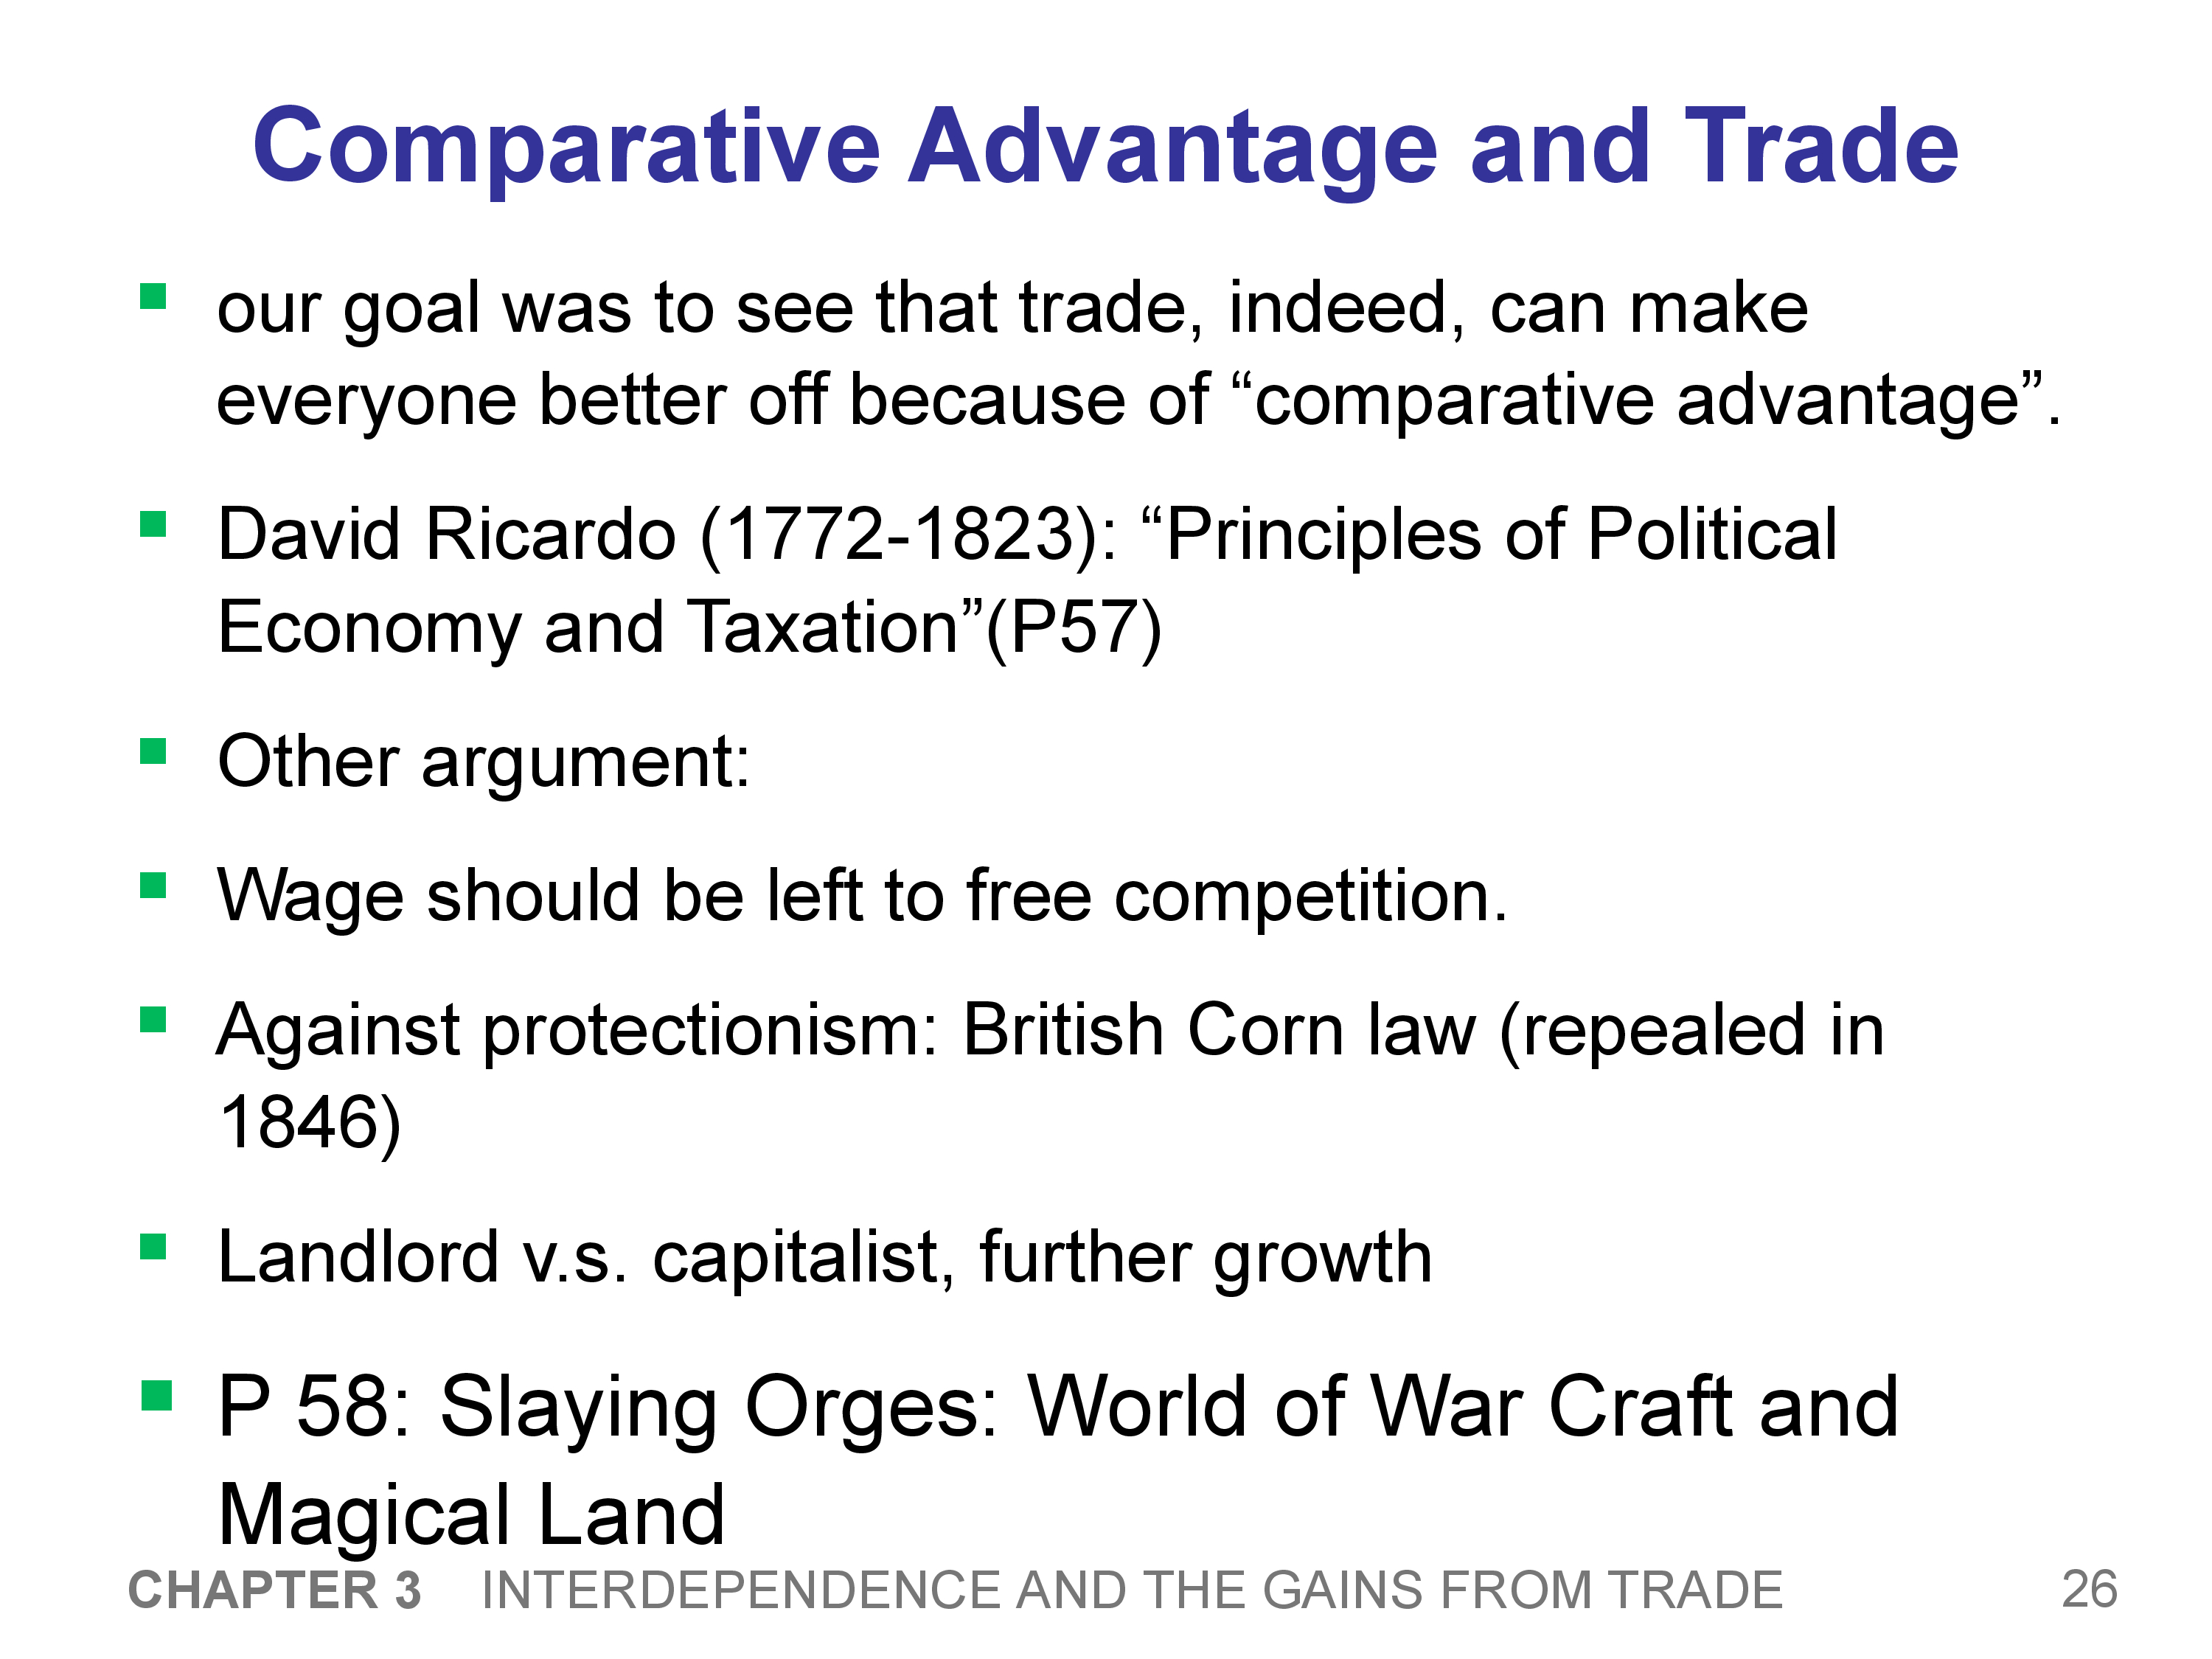 Comparative Advantage and Trade
our goal was to see that trade, indeed, can make
everyone better off because of “comparative advantage”.
David Ricardo (1772-1823): “Principles of Political
Economy and Taxation”(P57)
Other argument:
Wage should be left to free competition.
Against protectionism: British Corn law (repealed in
1846)
Landlord v.s. capitalist, further growth
P 58: Slaying Orges: World of War Craft and
Magical Land
CHAPTER 3 INTERDEPENDENCE AND THE GAINS FROM TRADE 26